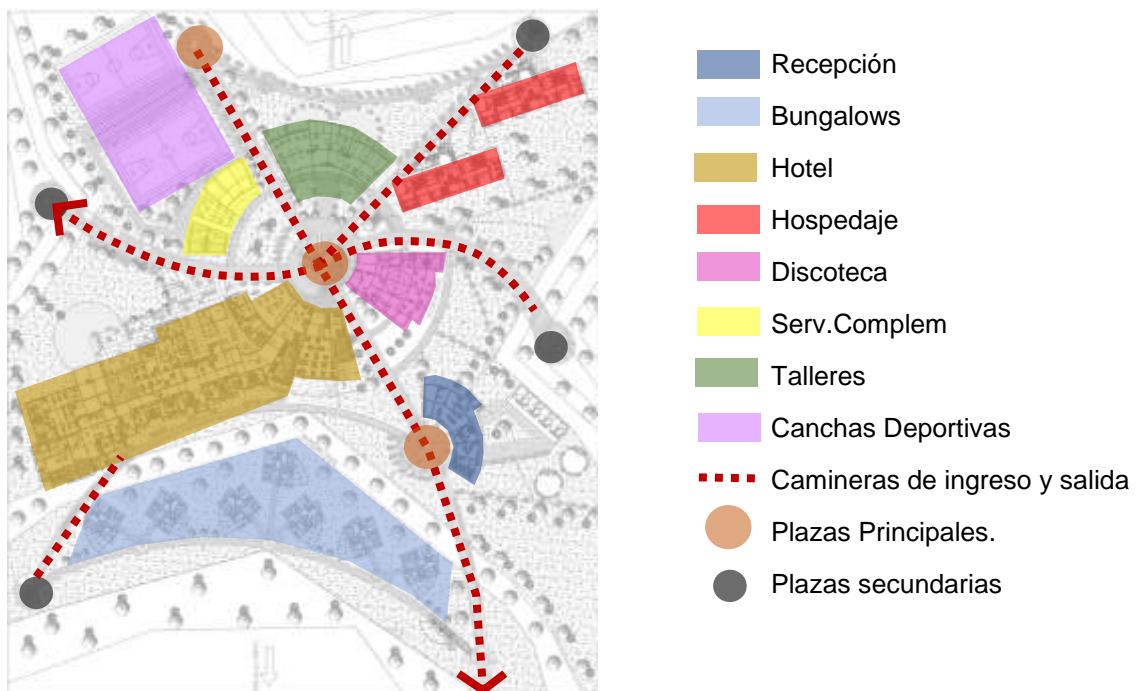 Recepción
Bungalows
Hotel
Hospedaje
Discoteca
Serv.Complem
Talleres
Canchas Deportivas
Camineras de ingreso y salida
Plazas Principales.
Plazas secundarias